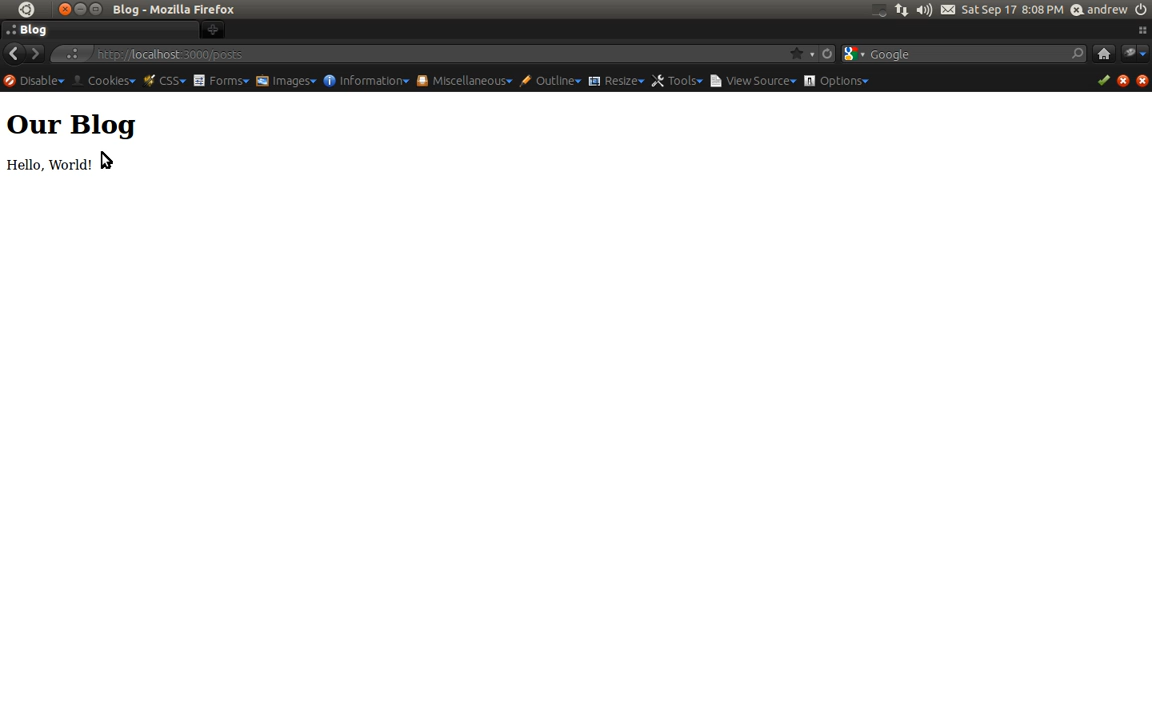 Blog - Mozilla Firefox
Sat Sep 17 8:08 PM andrew
Blog
http://localhost:3000/posts Google
Disable Cookies CSS Forms Images Information Miscellaneous Outline Resize Tools View Source Options
Our Blog
Hello, World!